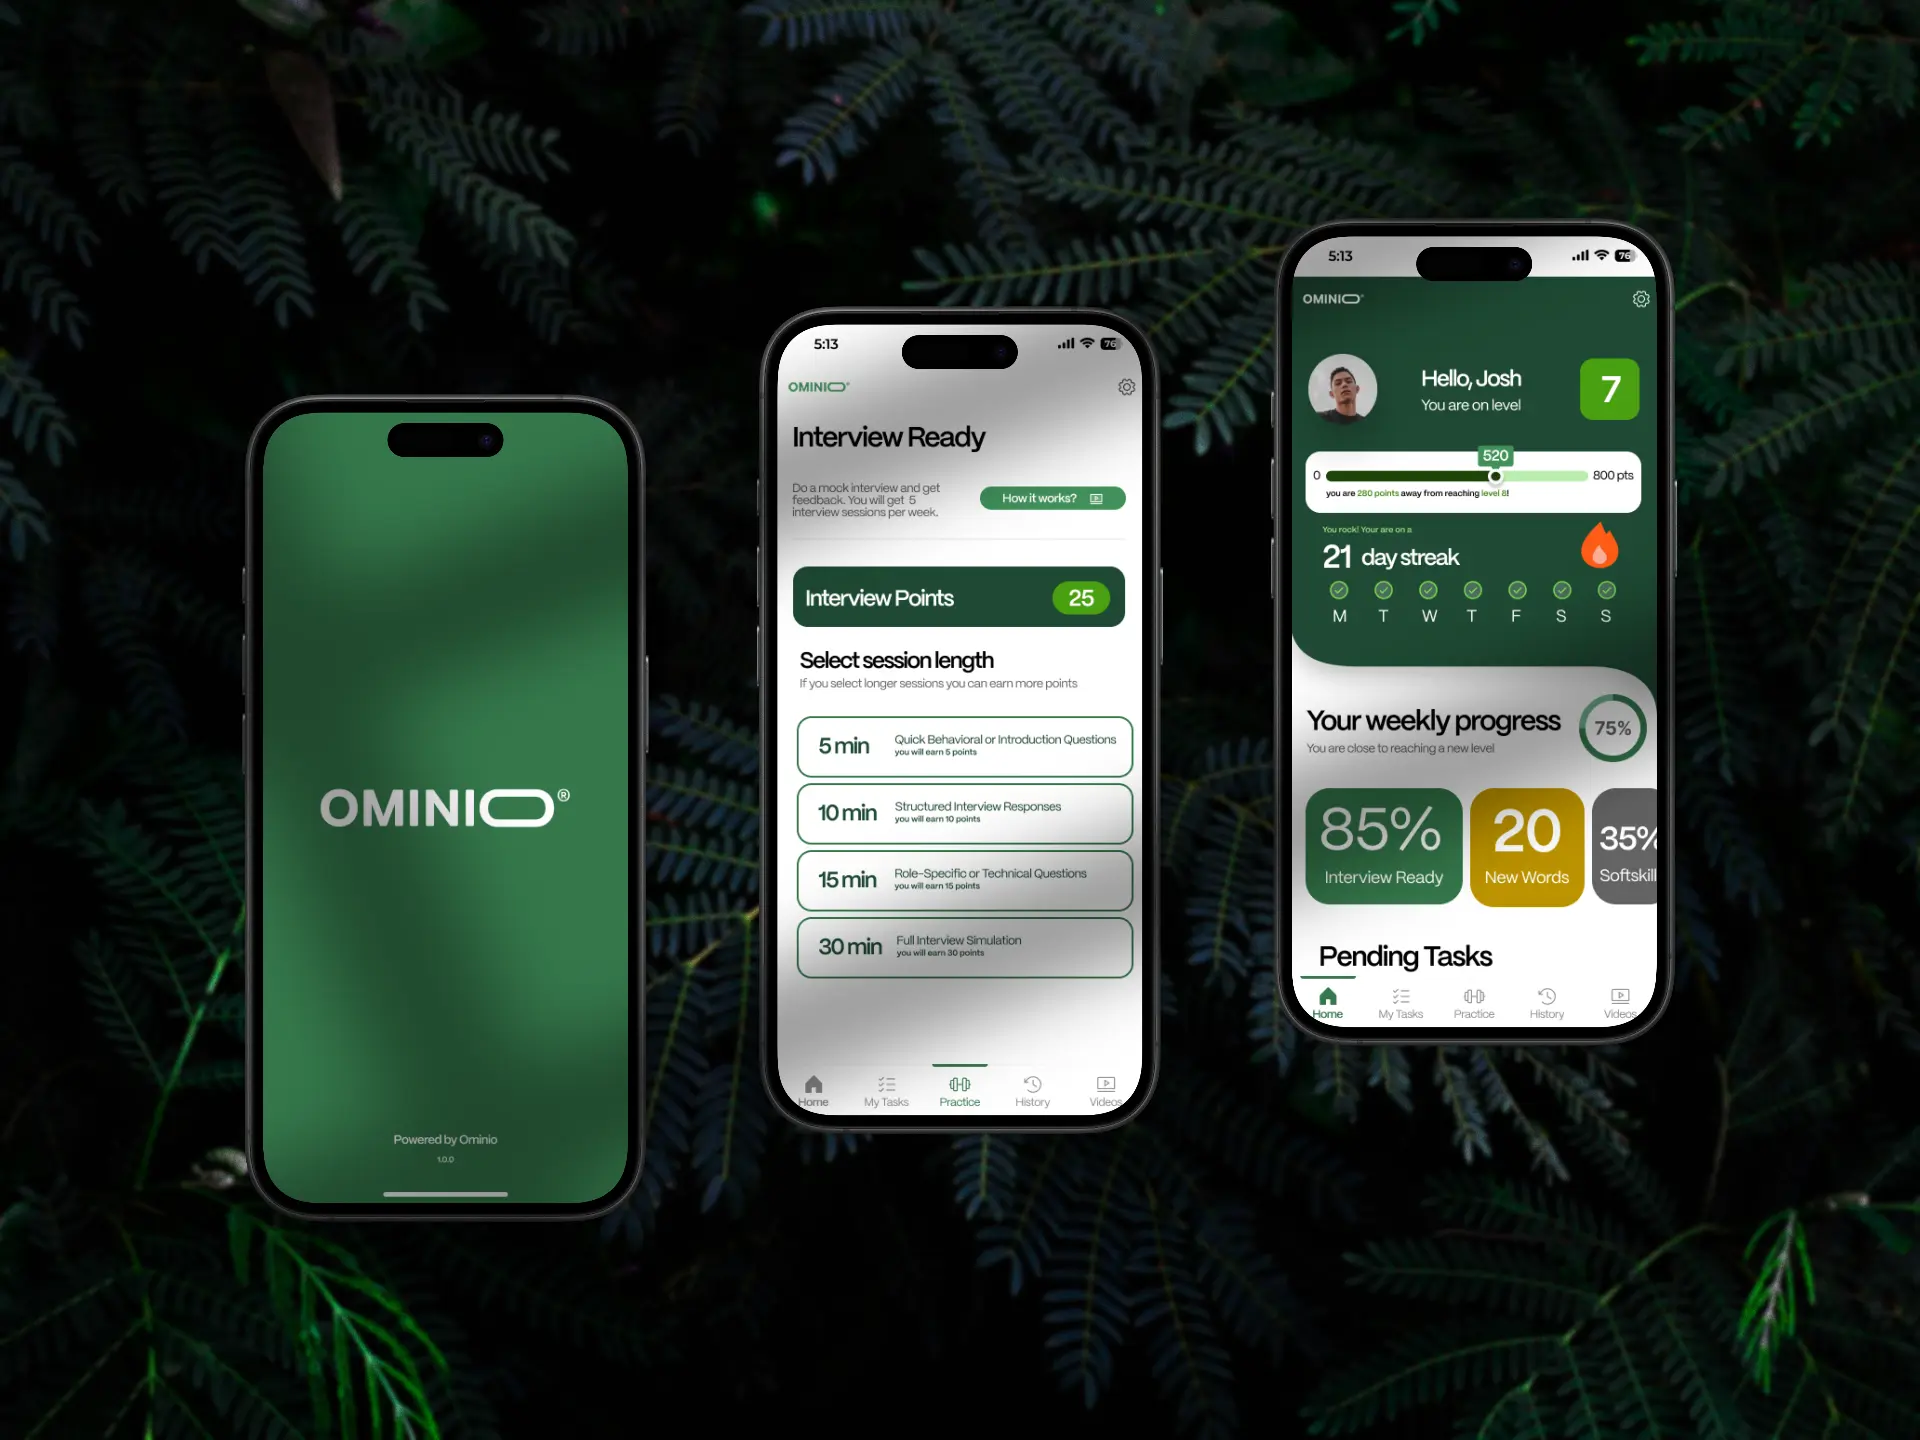 OMINIO®
Powered by Ominio
1.0.0
5:13
76
OMINIO®
Interview Ready
Do a mock interview and get
feedback. You will get 5
interview sessions per week.
How it works?
Interview Points
25
Select session length
If you select longer sessions you can earn more points
5 min
Quick Behavioral or Introduction Questions
you will earn 5 points
10 min
Structured Interview Responses
you will earn 10 points
15 min
Role-Specific or Technical Questions
you will earn 15 points
30 min
Full Interview Simulation
you will earn 30 points
Home
My Tasks
Practice
History
Videos
5:13
76
OMINIO®
Hello, Josh
You are on level
7
520
0
800 pts
you are 280 points away from reaching level 8!
You rock! Your are on a
21 day streak
M T W T F S S
Your weekly progress
You are close to reaching a new level
75%
85%
Interview Ready
20
New Words
35%
Softskill
Pending Tasks
Home
My Tasks
Practice
History
Videos